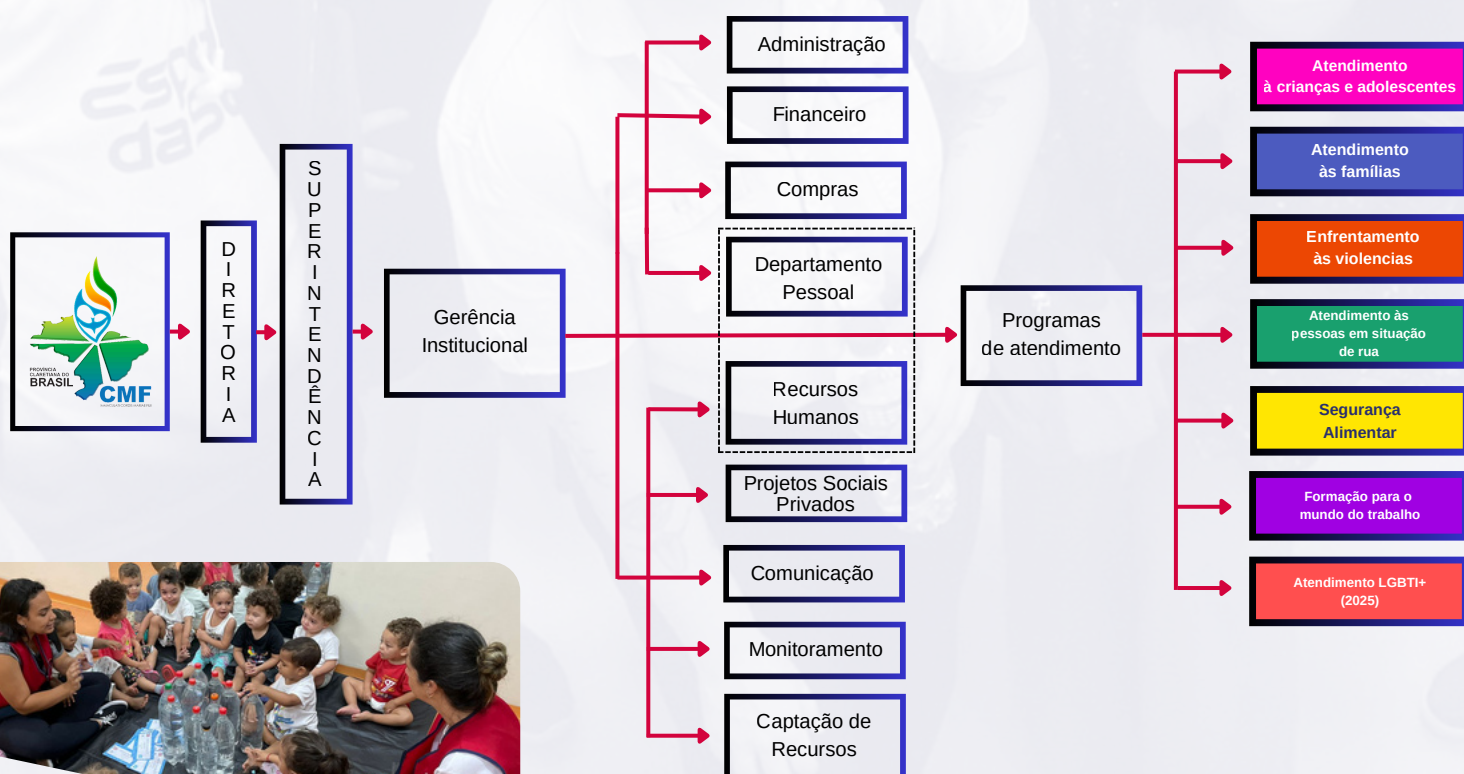 PROVÍNCIA
CLARETIANA DO
BRASIL
CMF
DIRETORIA
SUPERINTENDÊNCIA
Gerência
Institucional
Administração
Financeiro
Compras
Departamento
Pessoal
Recursos
Humanos
Projetos Sociais
Privados
Comunicação
Monitoramento
Captação de
Recursos
Programas
de atendimento
Atendimento
à crianças e adolescentes
Atendimento
às famílias
Enfrentamento
às violencias
Atendimento às
pessoas em situação
de rua
Segurança
Alimentar
Formação para o
mundo do trabalho
Atendimento LGBTI+
(2025)